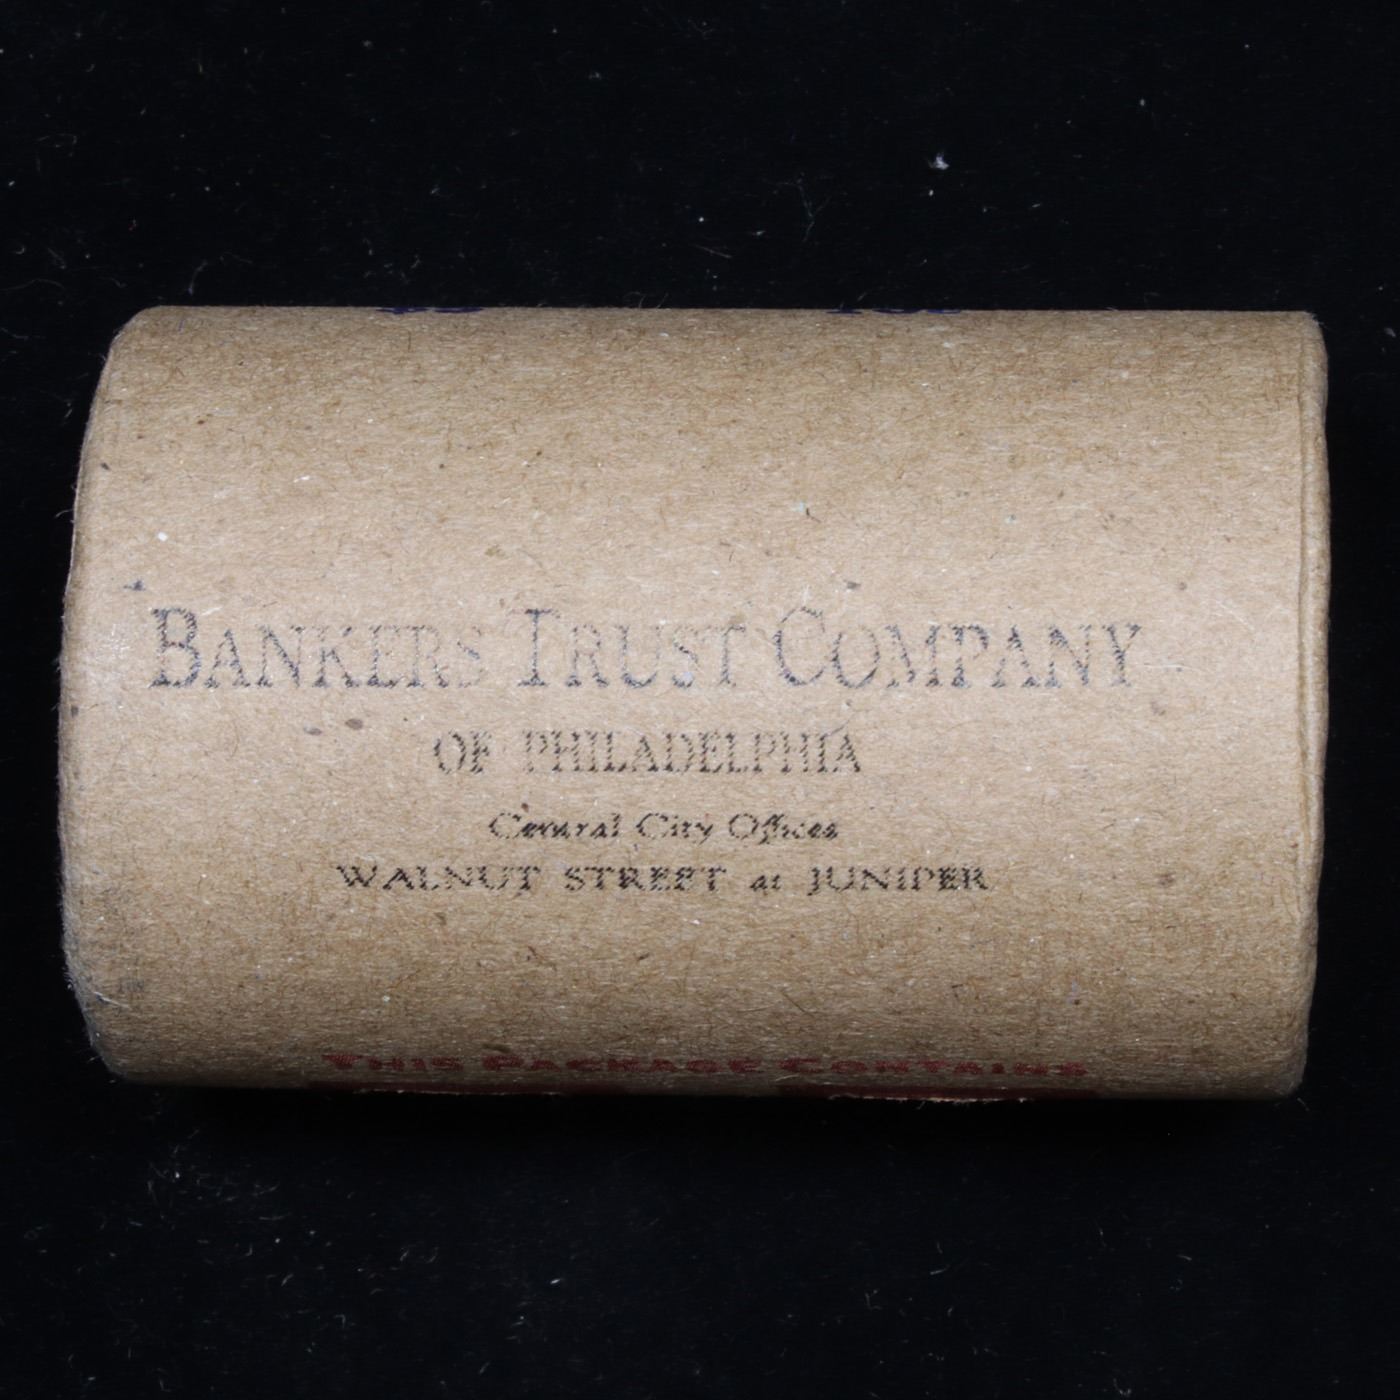 BANKERS TRUST COMPANY
OF PHILADELPHIA
Central City Offices
WALNUT STREET at JUNIPER
THIS PACKAGE CONTAINS